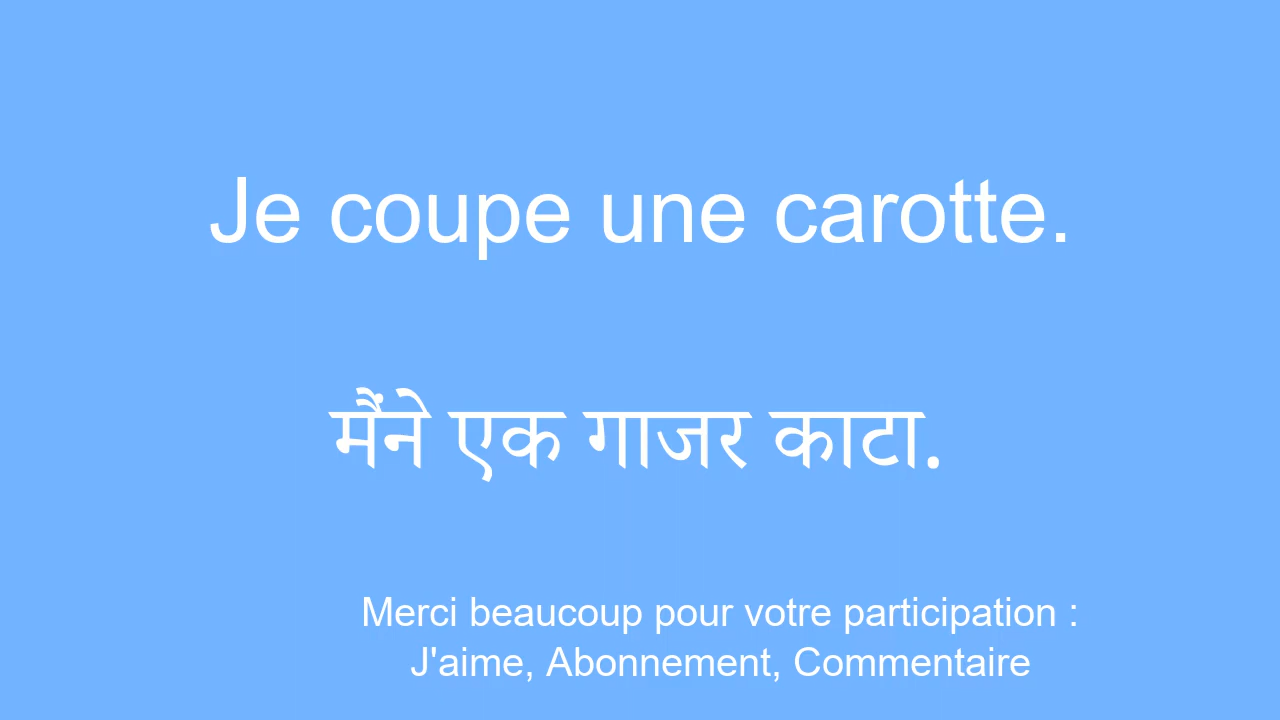 Je coupe une carotte.
मैंने एक गाजर काटा.
Merci beaucoup pour votre participation :
J'aime, Abonnement, Commentaire